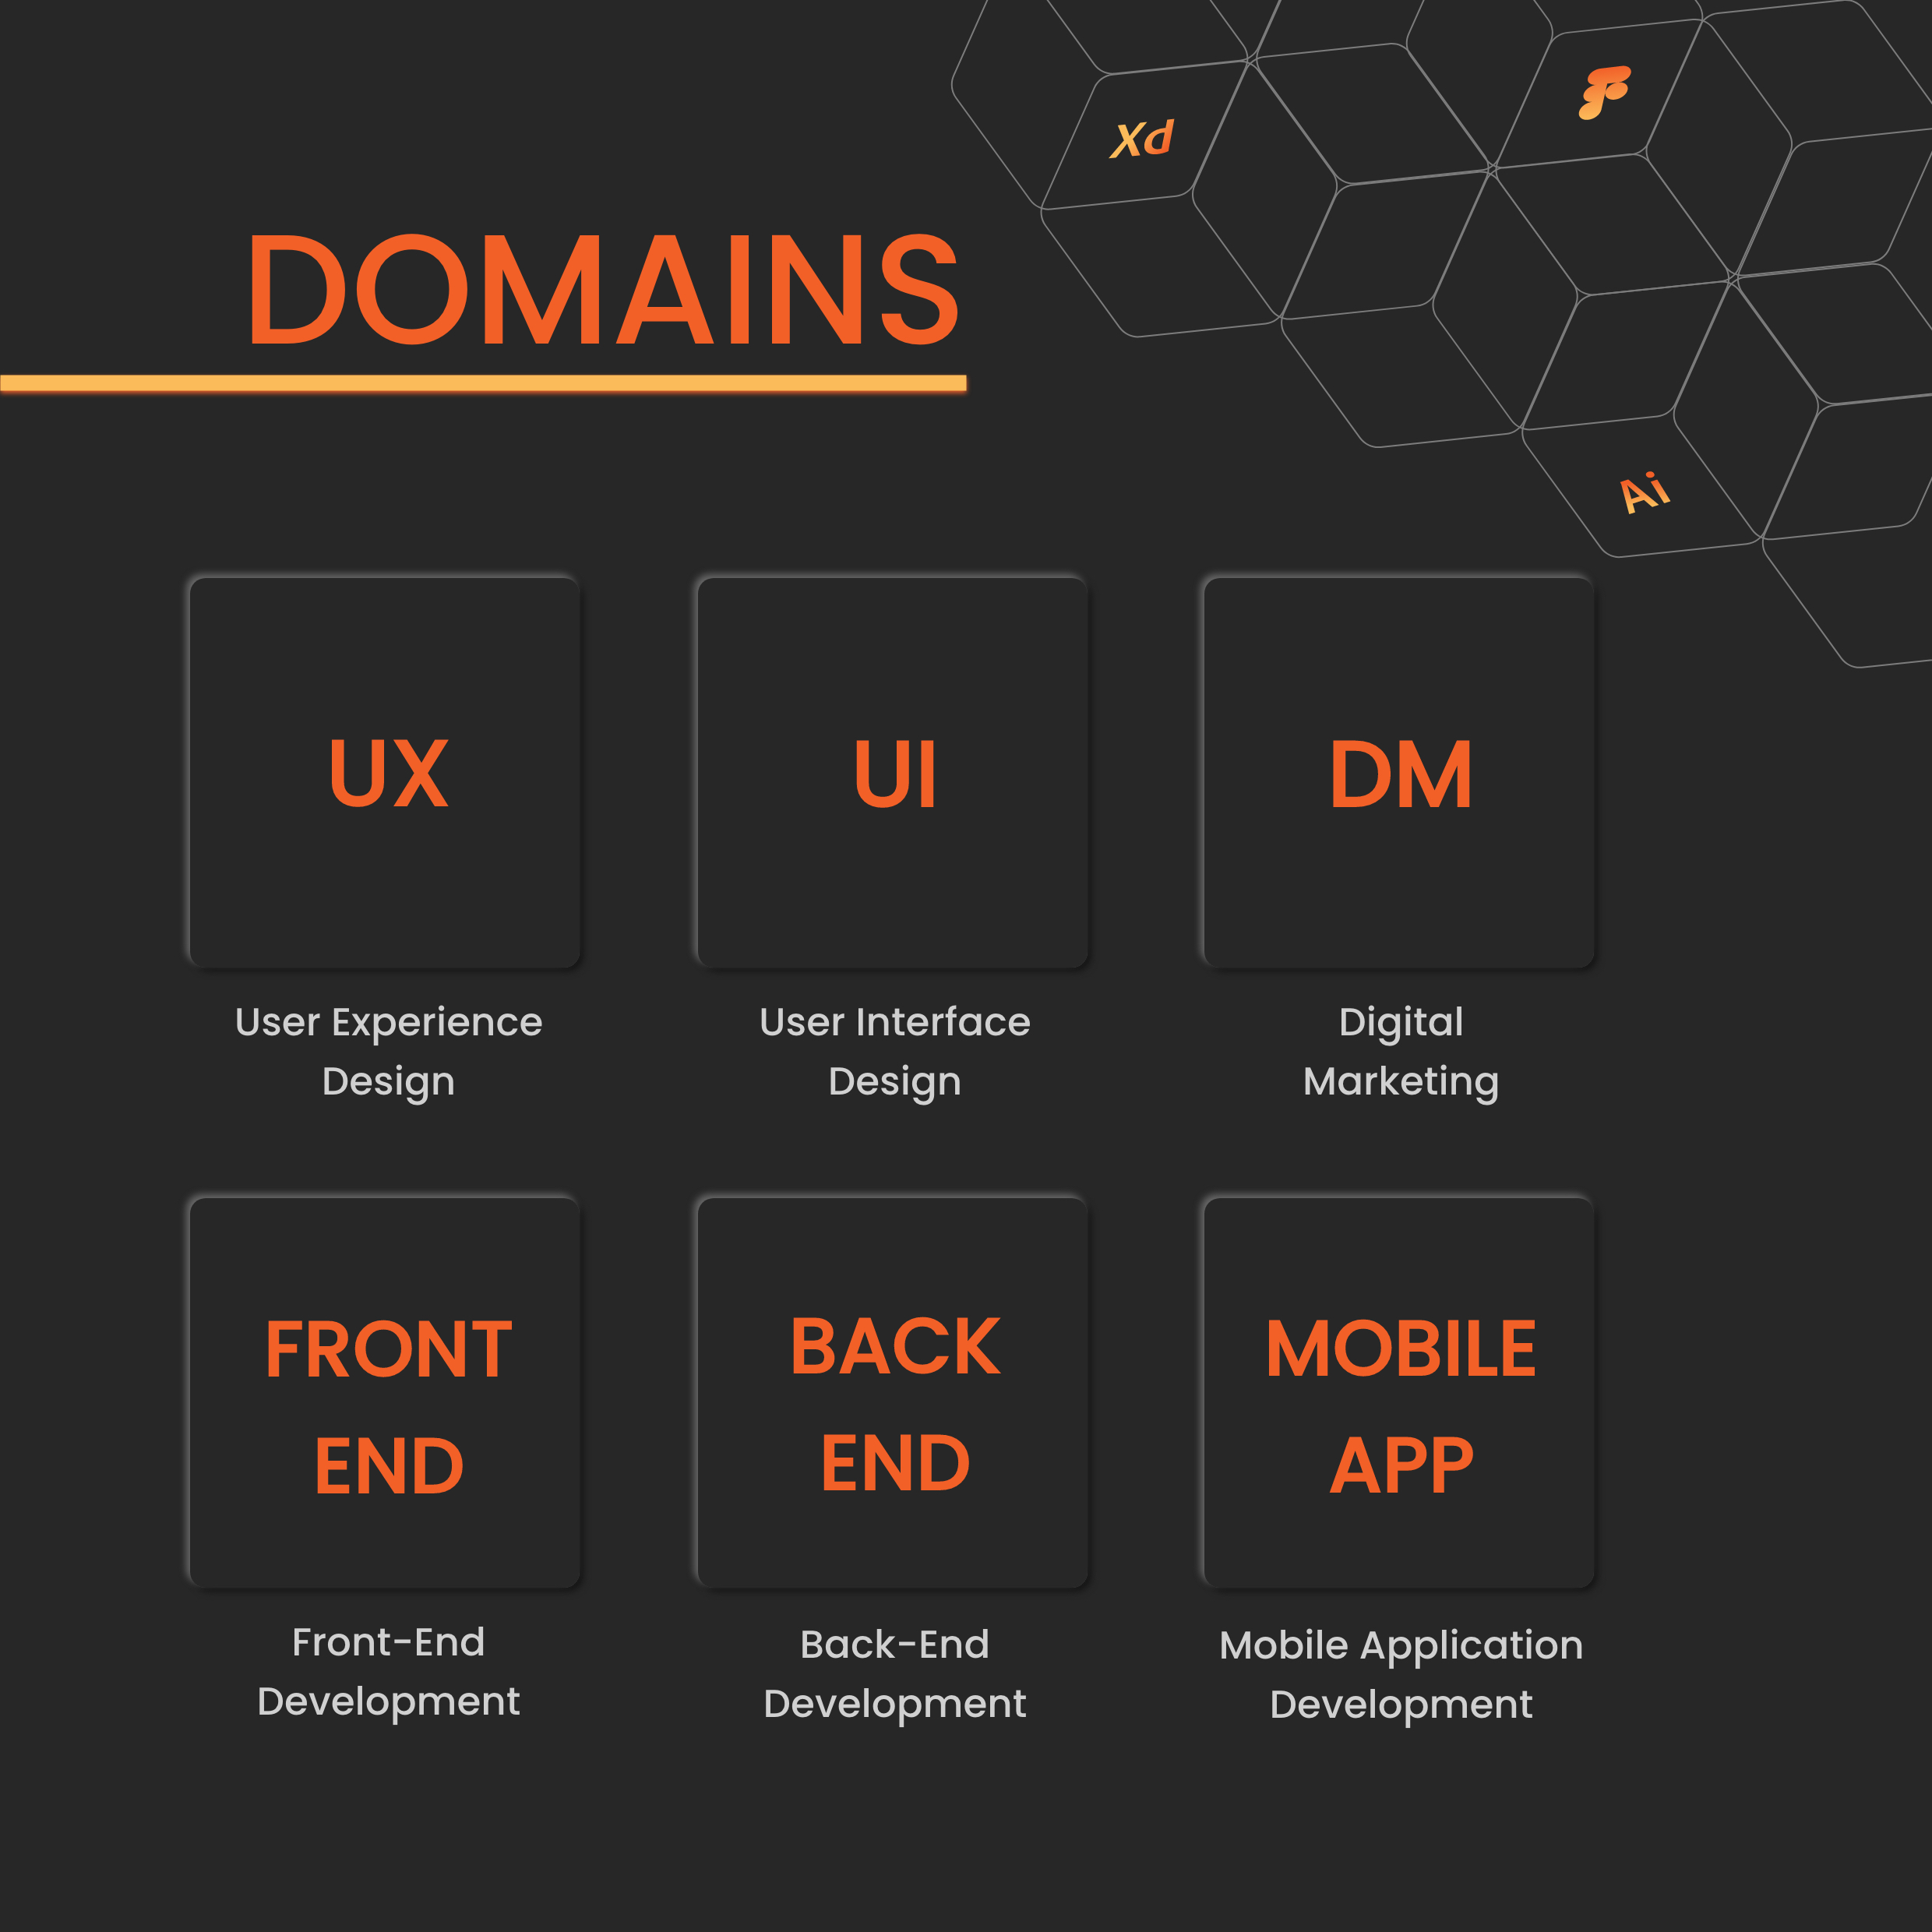 Xd
DOMAINS
Ai
UX
UI
DM
User Experience
Design
User Interface
Design
Digital
Marketing
FRONT
END
BACK
END
MOBILE
APP
Front-End
Development
Back-End
Development
Mobile Application
Development